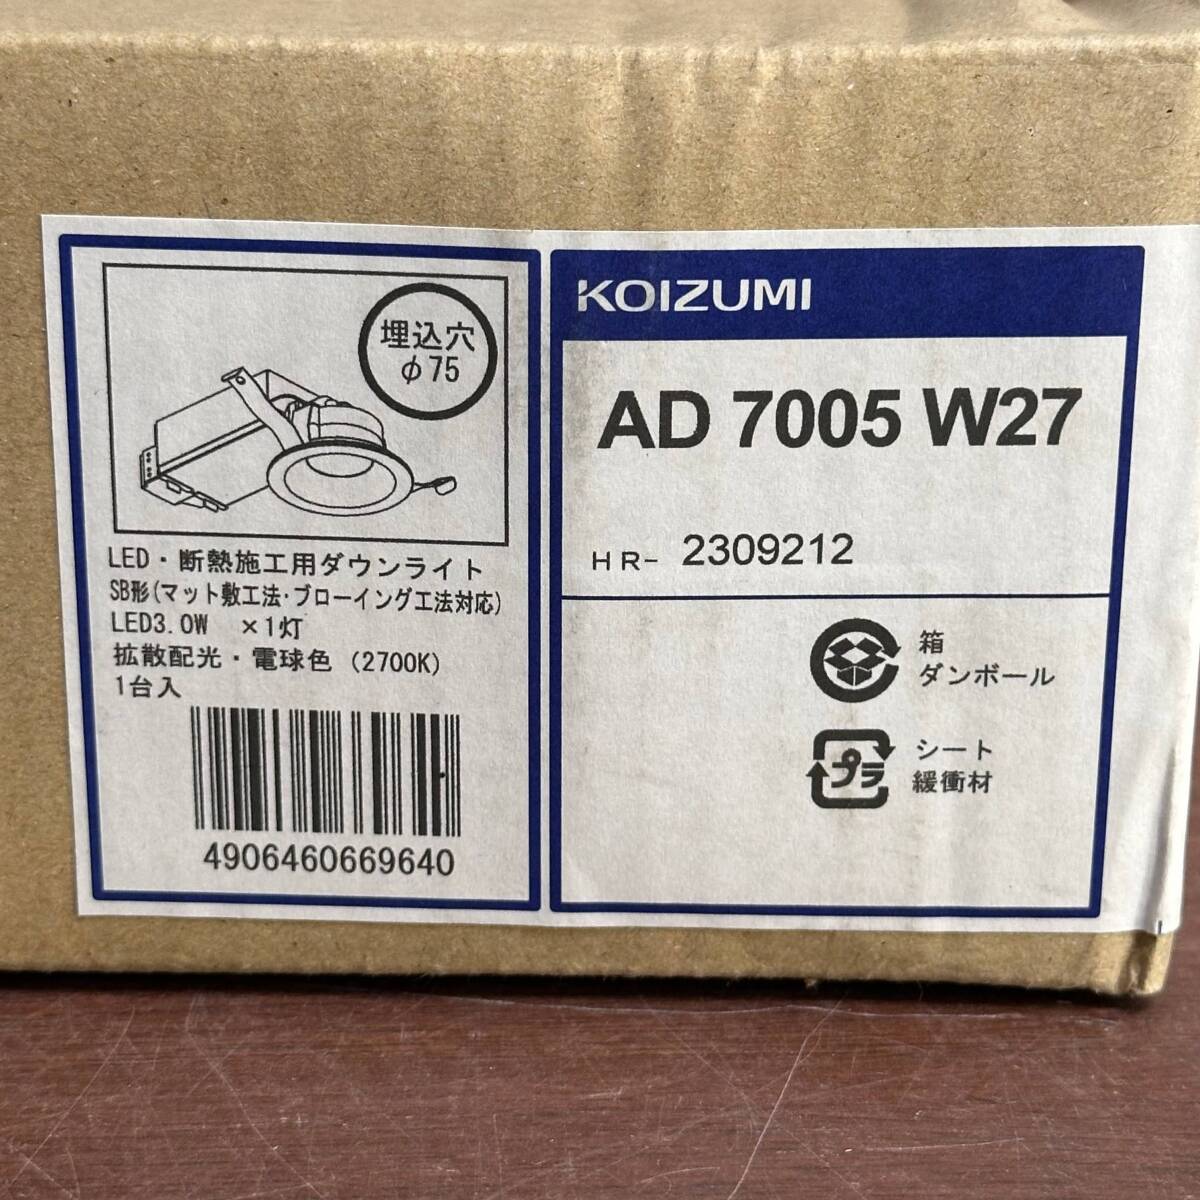 埋込穴
φ75
LED・断熱施工用ダウンライト
SB形(マット敷工法・ブローイング工法対応)
LED3.0W ×1灯
拡散配光・電球色 (2700K)
1台入
4906460669640
KOIZUMI
AD 7005 W27
HR- 2309212
箱
ダンボール
プラ
シート
緩衝材